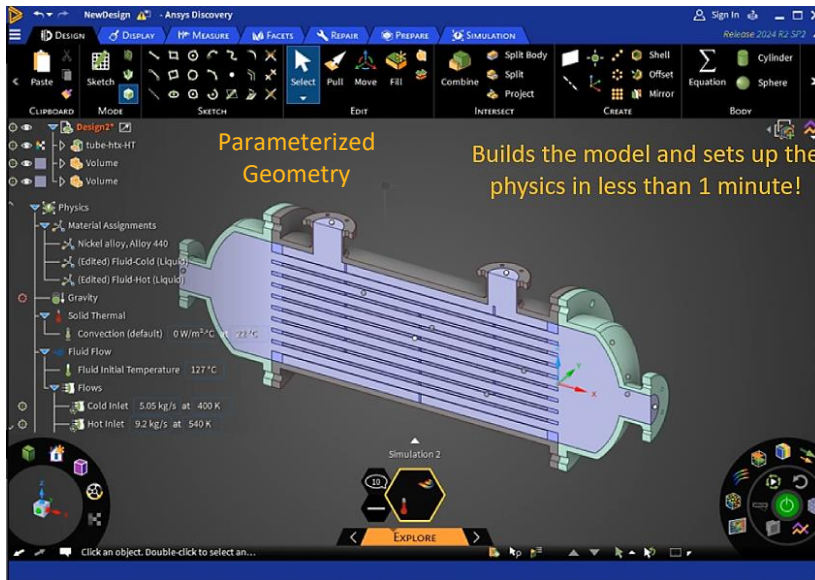 NewDesign - Ansys Discovery
Sign In
Design Display Measure Facets Repair Prepare Simulation
Release 2024 R2 SP2
Paste
Sketch
Select Pull Move Fill
Combine
Split Body
Split
Project
Shell
Offset
Mirror
Equation
Cylinder
Sphere
Clipboard Mode Sketch Edit Intersect Create Body
Design2*
tube-htx-HT
Volume
Volume
Parameterized
Geometry
Builds the model and sets up the
physics in less than 1 minute!
Physics
Material Assignments
Nickel alloy, Alloy 440
(Edited) Fluid-Cold (Liquid)
(Edited) Fluid-Hot (Liquid)
Gravity
Solid Thermal
Convection (default) 0 W/m²·°C at 22 °C
Fluid Flow
Fluid Initial Temperature 127 °C
Flows
Cold Inlet 5.05 kg/s at 400 K
Hot Inlet 9.2 kg/s at 540 K
Simulation 2
10
Explore
Click an object. Double-click to select an...
X
Y
Z